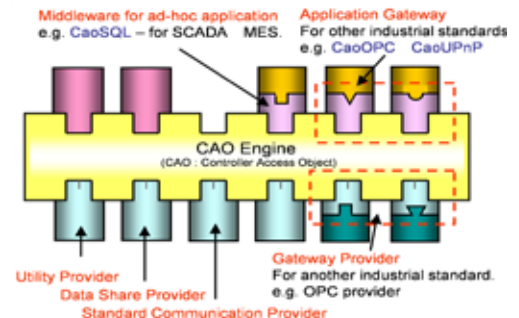 Middleware for ad-hoc application
e.g. CaoSQL – for SCADA MES.
Application Gateway
For other industrial standards
e.g. CaoOPC CaoUPnP
CAO Engine
(CAO : Controller Access Object)
Utility Provider
Data Share Provider
Standard Communication Provider
Gateway Provider
For another industrial standard.
e.g. OPC provider